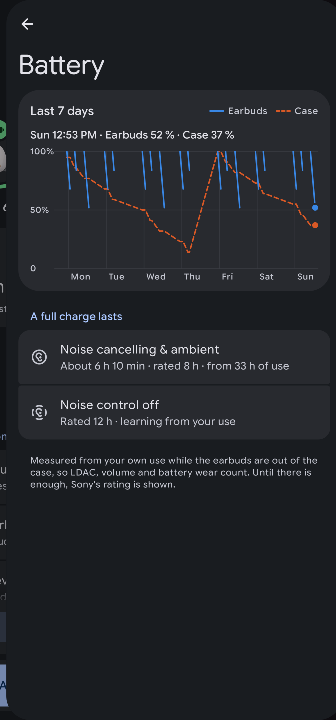 Battery
Last 7 days
Earbuds
Case
Sun 12:53 PM · Earbuds 52 % · Case 37 %
100%
50%
0
Mon Tue Wed Thu Fri Sat Sun
A full charge lasts
Noise cancelling & ambient
About 6 h 10 min · rated 8 h · from 33 h of use
Noise control off
Rated 12 h · learning from your use
Measured from your own use while the earbuds are out of the
case, so LDAC, volume and battery wear count. Until there is
enough, Sony's rating is shown.